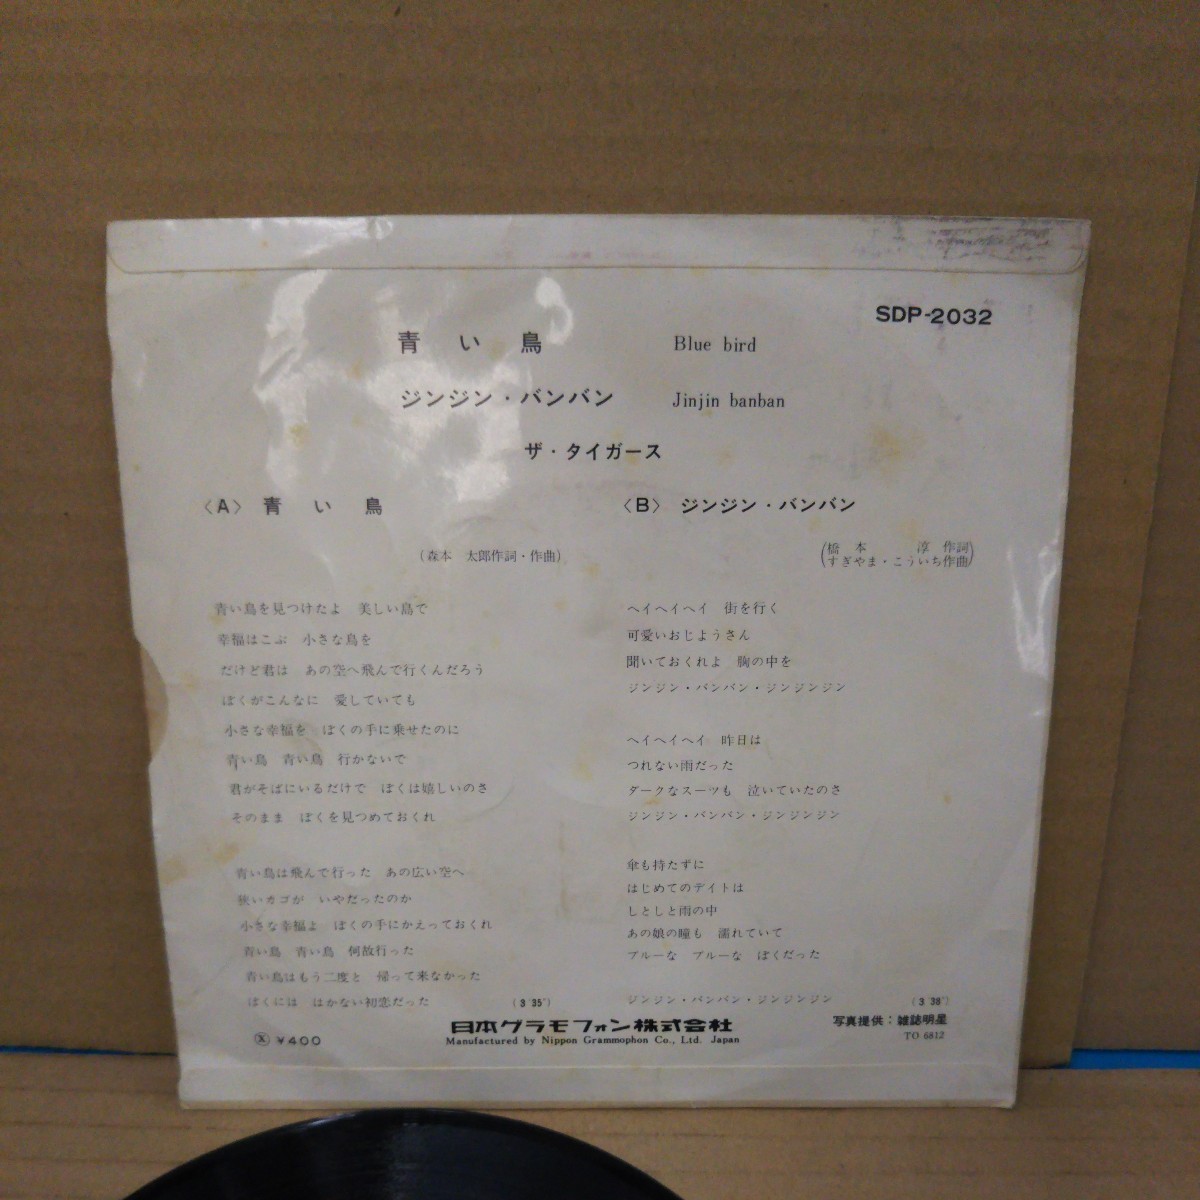 SDP-2032
青い鳥 Blue bird
ジンジン・バンバン Jinjin banban
ザ・タイガース
〈A〉 青い鳥
(森本 太郎作詞・作曲)
青い鳥を見つけたよ 美しい島で
幸福はこぶ 小さな鳥を
だけど君は あの空へ飛んで行くんだろう
ぼくがこんなに 愛していても
小さな幸福を ぼくの手に乗せたのに
青い鳥 青い鳥 行かないで
君がそばにいるだけで ぼくは嬉しいのさ
そのまま ぼくを見つめておくれ
青い鳥は飛んで行った あの広い空へ
狭いカゴが いやだったのか
小さな幸福よ ぼくの手にかえっておくれ
青い鳥 青い鳥 何故行った
青い鳥はもう二度と 帰って来なかった
ぼくには はかない初恋だった
(3′35″)
〈B〉 ジンジン・バンバン
(橋本 淳 作詞
すぎやま・こういち作曲)
ヘイヘイヘイ 街を行く
可愛いおじようさん
聞いておくれよ 胸の中を
ジンジン・バンバン・ジンジンジン
ヘイヘイヘイ 昨日は
つれない雨だった
ダークなスーツも 泣いていたのさ
ジンジン・バンバン・ジンジンジン
傘も持たずに
はじめてのデイトは
しとしと雨の中
あの娘の瞳も 濡れていて
ブルーな ブルーな ぼくだった
ジンジン・バンバン・ジンジンジン
(3′38″)
Ⓧ ¥400
日本グラモフォン株式会社
Manufactured by Nippon Grammophon Co., Ltd. Japan
写真提供：雑誌明星
TO 6812